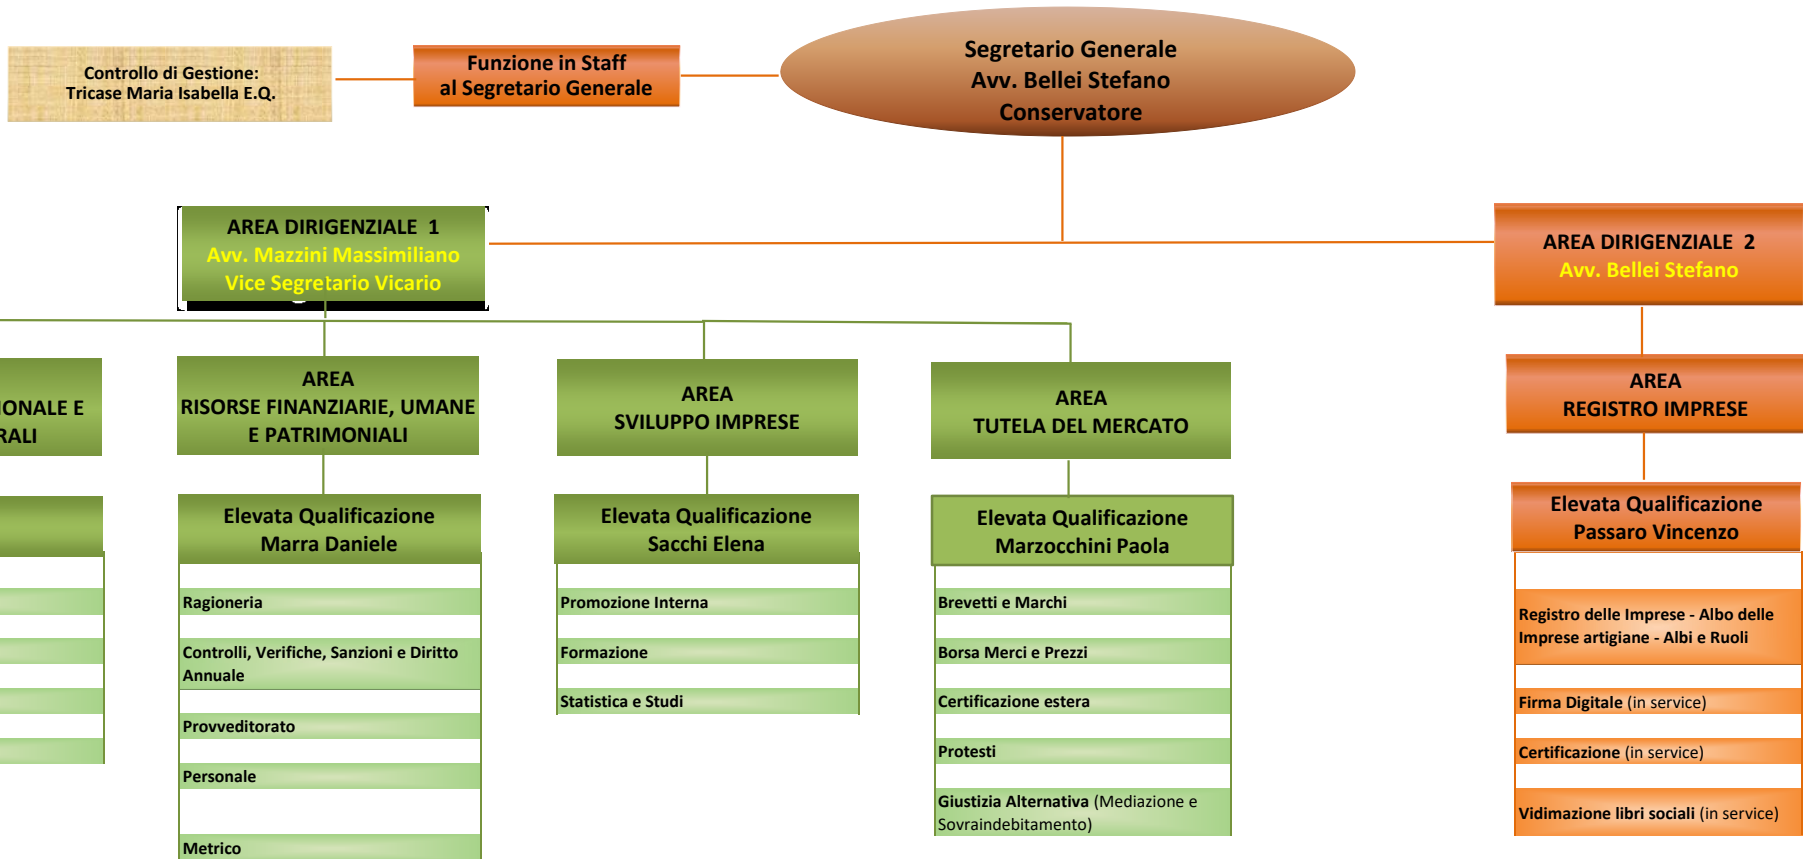 Controllo di Gestione:
Tricase Maria Isabella E.Q.
Funzione in Staff
al Segretario Generale
Segretario Generale
Avv. Bellei Stefano
Conservatore
AREA DIRIGENZIALE 1
Avv. Mazzini Massimiliano
Vice Segretario Vicario
AREA DIRIGENZIALE 2
Avv. Bellei Stefano
IONALE E
RALI
AREA
RISORSE FINANZIARIE, UMANE
E PATRIMONIALI
AREA
SVILUPPO IMPRESE
AREA
TUTELA DEL MERCATO
AREA
REGISTRO IMPRESE
Elevata Qualificazione
Marra Daniele
Ragioneria
Controlli, Verifiche, Sanzioni e Diritto
Annuale
Provveditorato
Personale
Metrico
Elevata Qualificazione
Sacchi Elena
Promozione Interna
Formazione
Statistica e Studi
Elevata Qualificazione
Marzocchini Paola
Brevetti e Marchi
Borsa Merci e Prezzi
Certificazione estera
Protesti
Giustizia Alternativa (Mediazione e
Sovraindebitamento)
Elevata Qualificazione
Passaro Vincenzo
Registro delle Imprese - Albo delle
Imprese artigiane - Albi e Ruoli
Firma Digitale (in service)
Certificazione (in service)
Vidimazione libri sociali (in service)